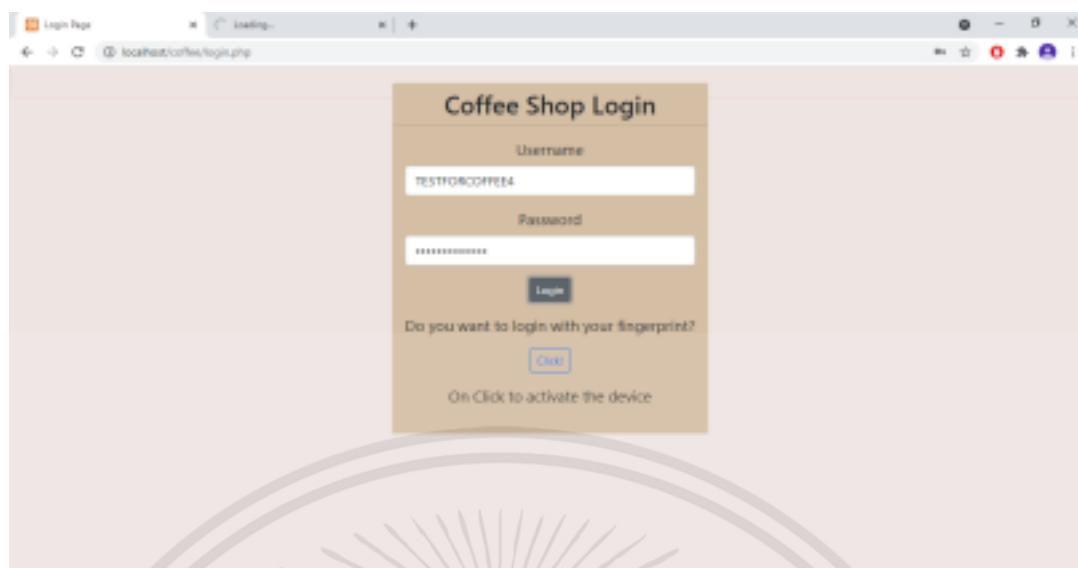 Login Page
Loading...
localhost/coffee/login.php
Coffee Shop Login
Username
TESTFORCOFFEE4
Password
Login
Do you want to login with your fingerprint?
Click!
On Click to activate the device